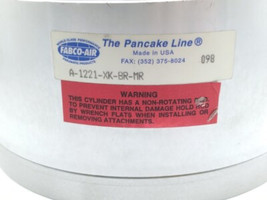 The Pancake Line®
FABCO-AIR
Made in USA
FAX: (352) 375-8024
098
A-1221-XK-BR-MR
WARNING
THIS CYLINDER HAS A NON-ROTATING
TO PREVENT INTERNAL DAMAGE HOLD
BY WRENCH FLATS WHEN INSTALLING OR
REMOVING ATTACHMENTS.